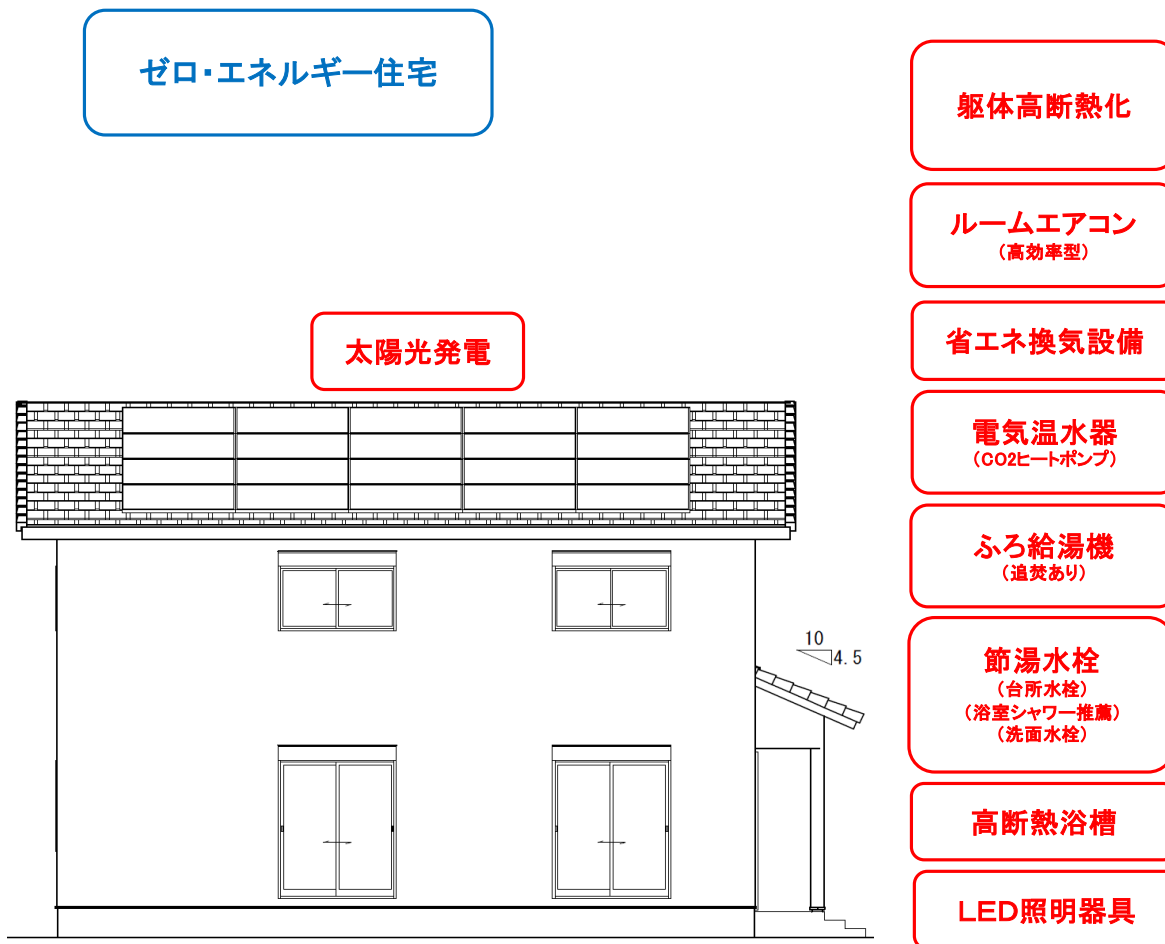 ゼロ・エネルギー住宅
太陽光発電
10
4.5
躯体高断熱化
ルームエアコン
（高効率型）
省エネ換気設備
電気温水器
（CO2ヒートポンプ）
ふろ給湯機
（追焚あり）
節湯水栓
（台所水栓）
（浴室シャワー推薦）
（洗面水栓）
高断熱浴槽
LED照明器具